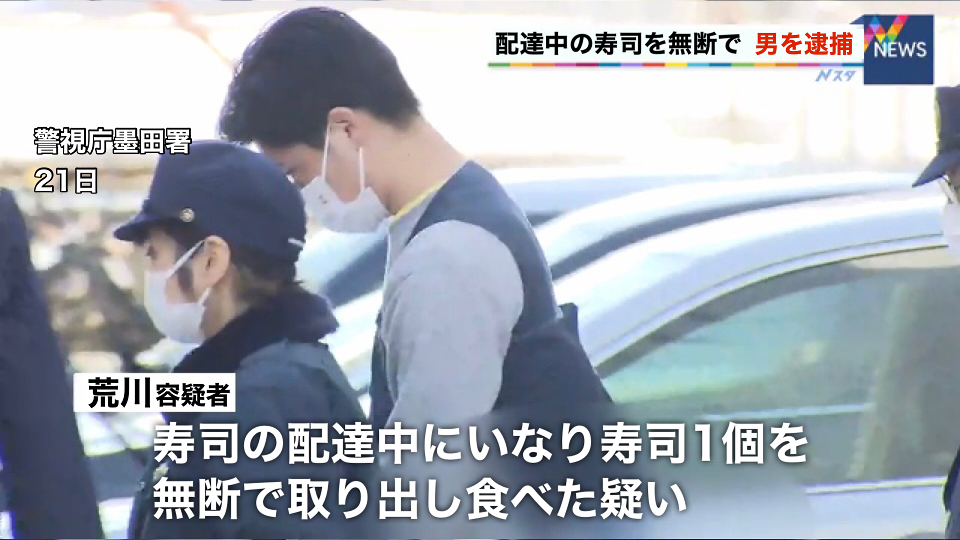 配達中の寿司を無断で 男を逮捕
NEWS
Nスタ
警視庁墨田署
21日
荒川容疑者
寿司の配達中にいなり寿司1個を
無断で取り出し食べた疑い